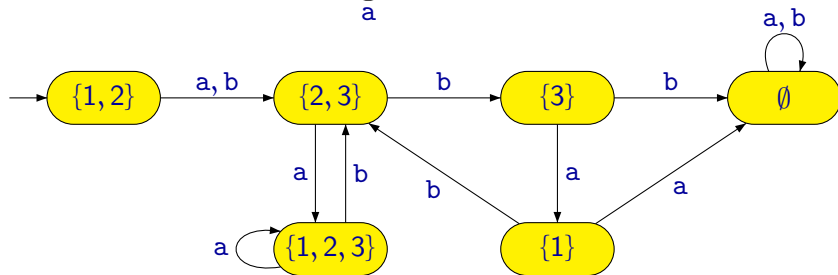 a
a, b
{1, 2} a, b {2, 3} b {3} b ∅
a b b a a
a {1, 2, 3} {1}